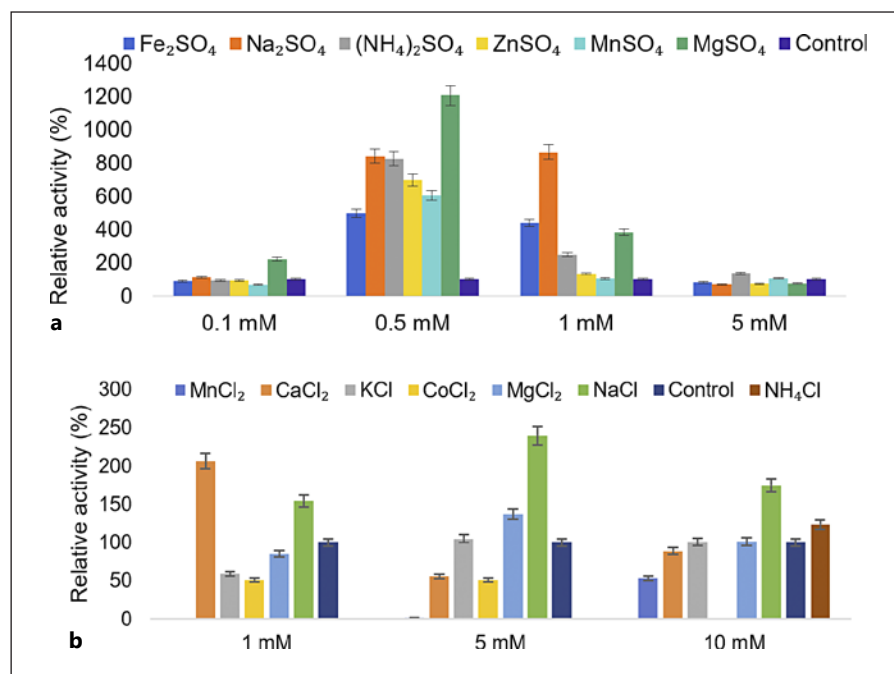 Fe₂SO₄ Na₂SO₄ (NH₄)₂SO₄ ZnSO₄ MnSO₄ MgSO₄ Control
Relative activity (%)
1400
1200
1000
800
600
400
200
0
0.1 mM 0.5 mM 1 mM 5 mM
a
MnCl₂ CaCl₂ KCl CoCl₂ MgCl₂ NaCl Control NH₄Cl
Relative activity (%)
300
250
200
150
100
50
0
1 mM 5 mM 10 mM
b